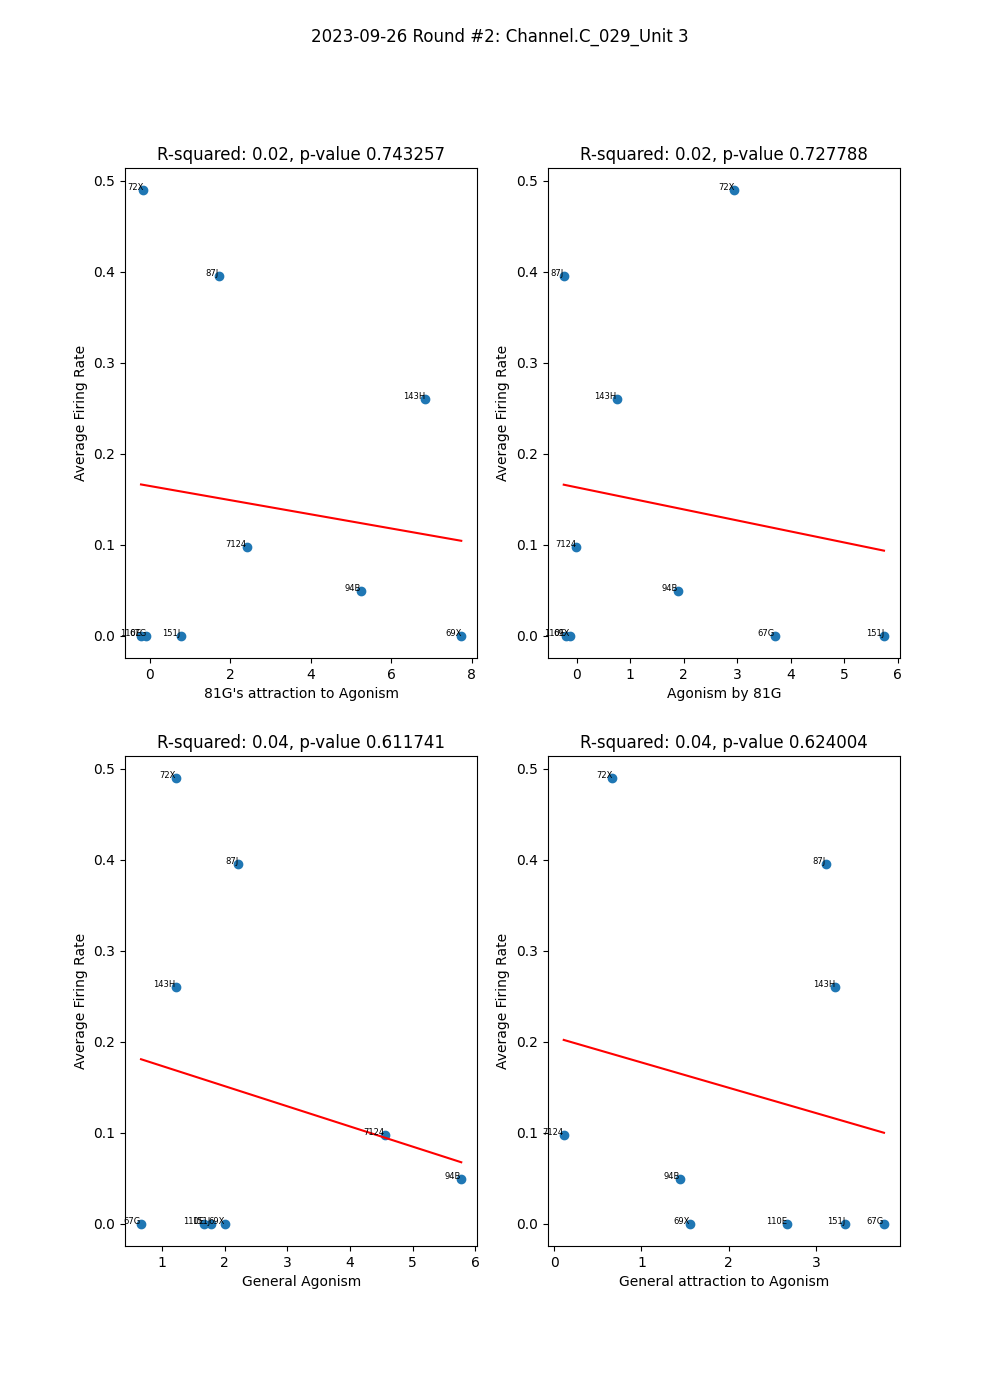 2023-09-26 Round #2: Channel.C_029_Unit 3
R-squared: 0.02, p-value 0.743257
0.5
0.4
0.3
0.2
0.1
0.0
Average Firing Rate
72X
87J
143H
7124
94B
67G
151J
69X
0 2 4 6 8
81G's attraction to Agonism
R-squared: 0.02, p-value 0.727788
0.5
0.4
0.3
0.2
0.1
0.0
Average Firing Rate
72X
87J
143H
7124
94B
69X
67G
151J
0 1 2 3 4 5 6
Agonism by 81G
R-squared: 0.04, p-value 0.611741
0.5
0.4
0.3
0.2
0.1
0.0
Average Firing Rate
72X
87J
143H
7124
94B
67G
110E
151J
69X
1 2 3 4 5 6
General Agonism
R-squared: 0.04, p-value 0.624004
0.5
0.4
0.3
0.2
0.1
0.0
Average Firing Rate
72X
87J
143H
7124
94B
69X
110E
151J
67G
0 1 2 3
General attraction to Agonism